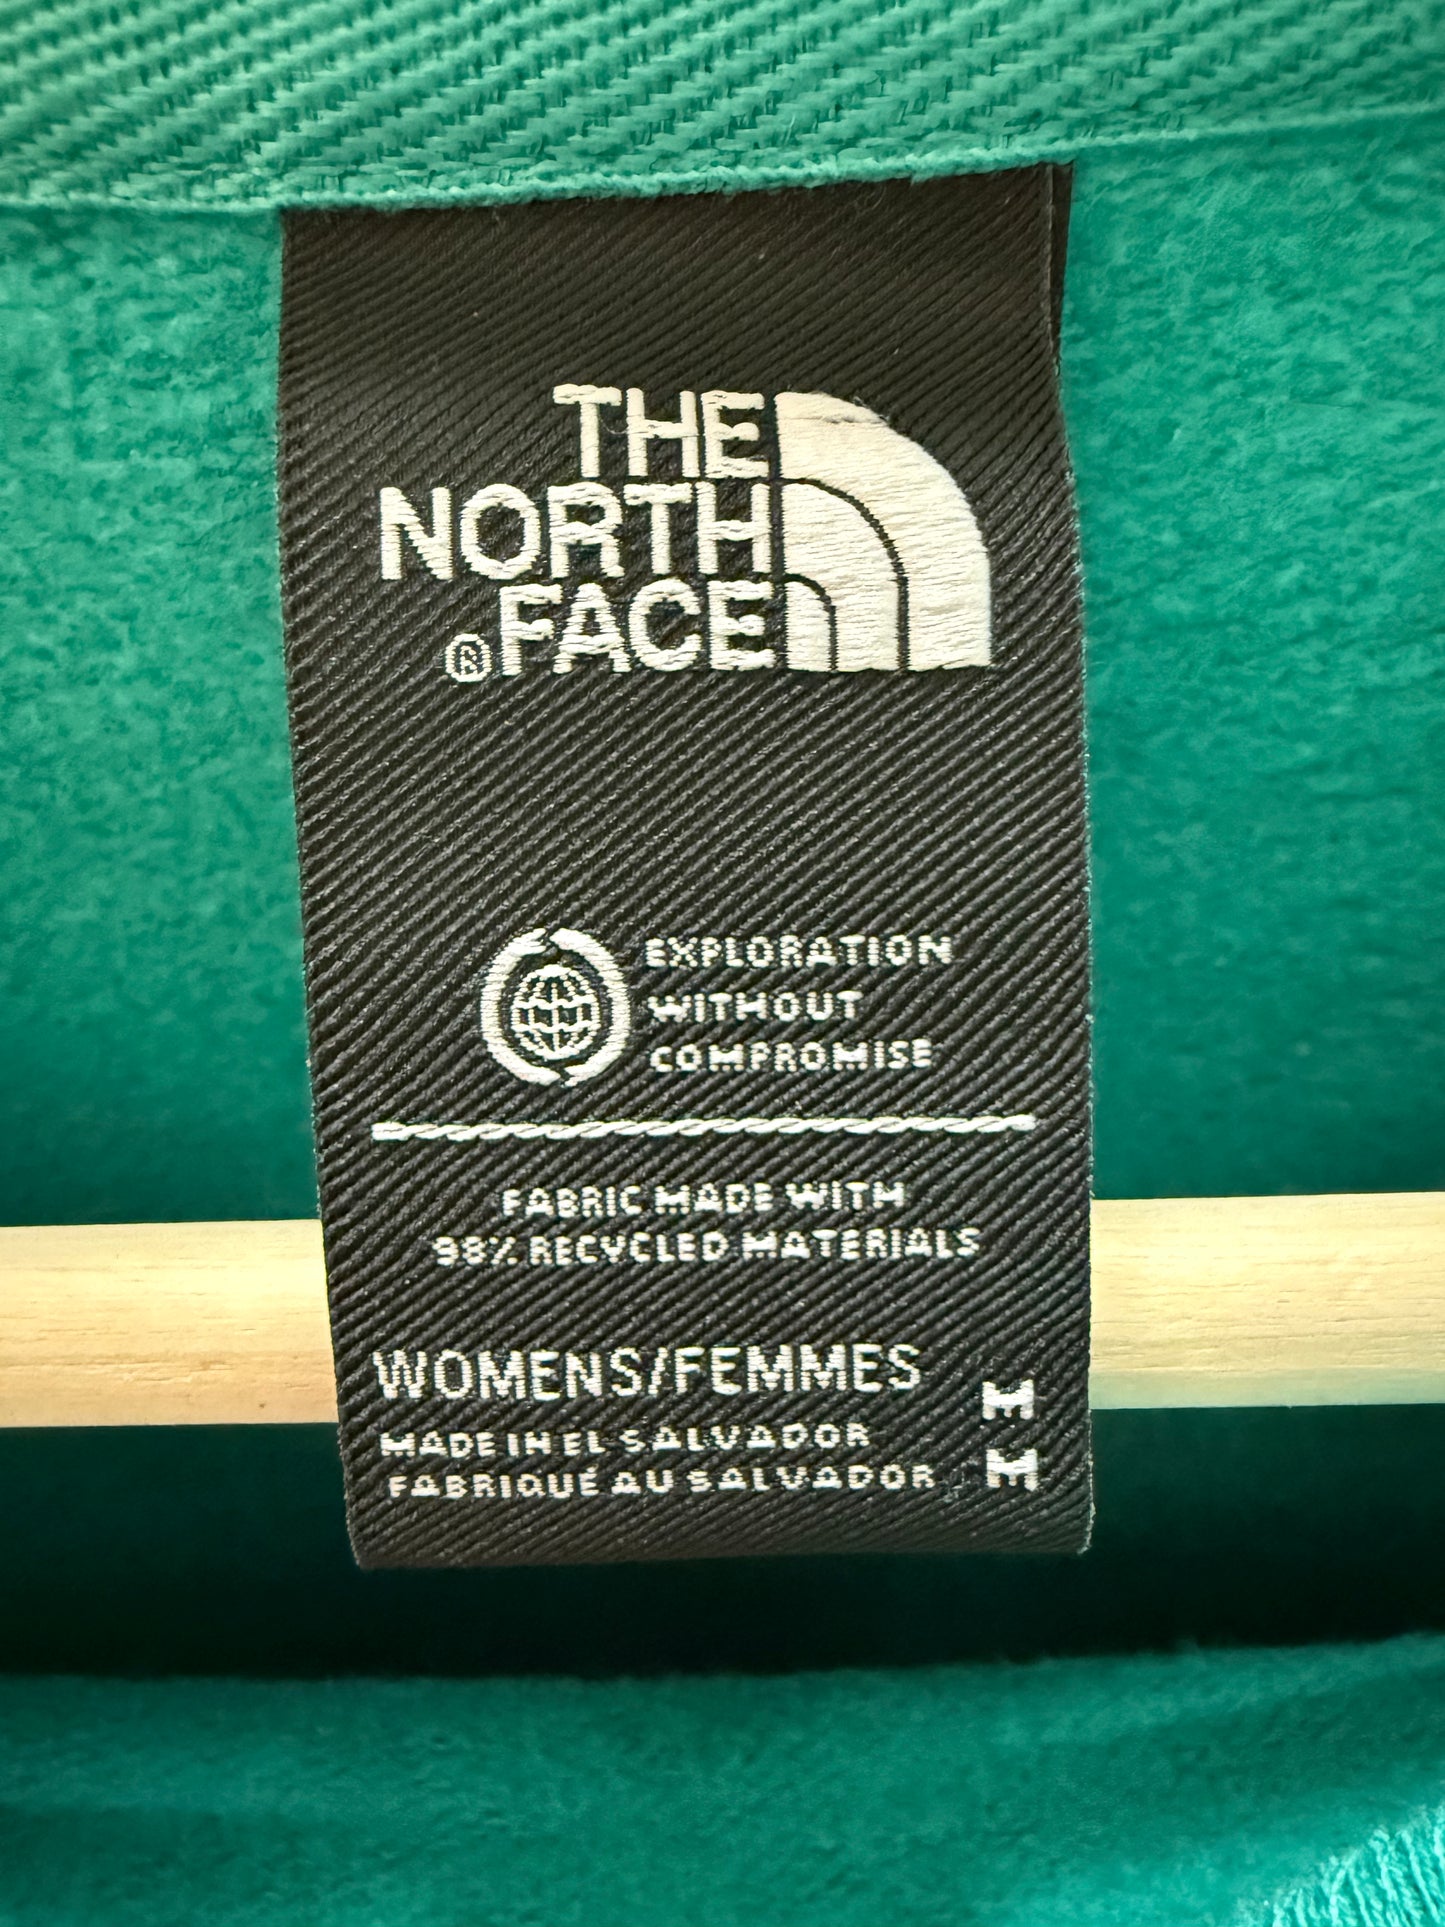 THE
NORTH
® FACE
EXPLORATION
WITHOUT
COMPROMISE
FABRIC MADE WITH
98% RECYCLED MATERIALS
WOMENS/FEMMES M
MADE IN EL SALVADOR
FABRIQUÉ AU SALVADOR M